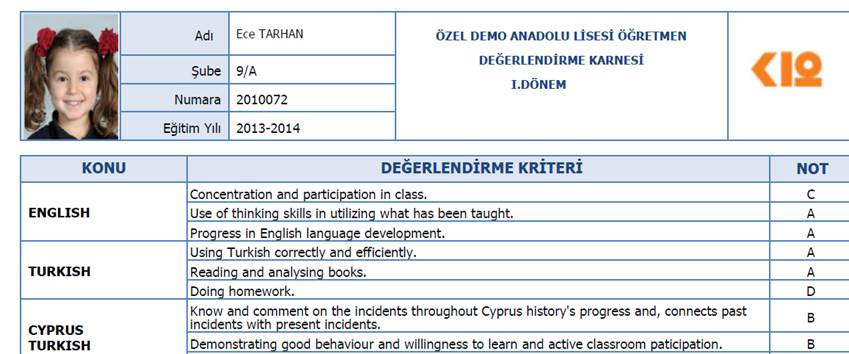 Adı Ece TARHAN
Şube 9/A
Numara 2010072
Eğitim Yılı 2013-2014
ÖZEL DEMO ANADOLU LİSESİ ÖĞRETMEN
DEĞERLENDİRME KARNESİ
I.DÖNEM
K12
KONU DEĞERLENDİRME KRİTERİ NOT
ENGLISH
Concentration and participation in class. C
Use of thinking skills in utilizing what has been taught. A
Progress in English language development. A
TURKISH
Using Turkish correctly and efficiently. A
Reading and analysing books. A
Doing homework. D
CYPRUS
TURKISH
Know and comment on the incidents throughout Cyprus history's progress and, connects past
incidents with present incidents. B
Demonstrating good behaviour and willingness to learn and active classroom paticipation. B